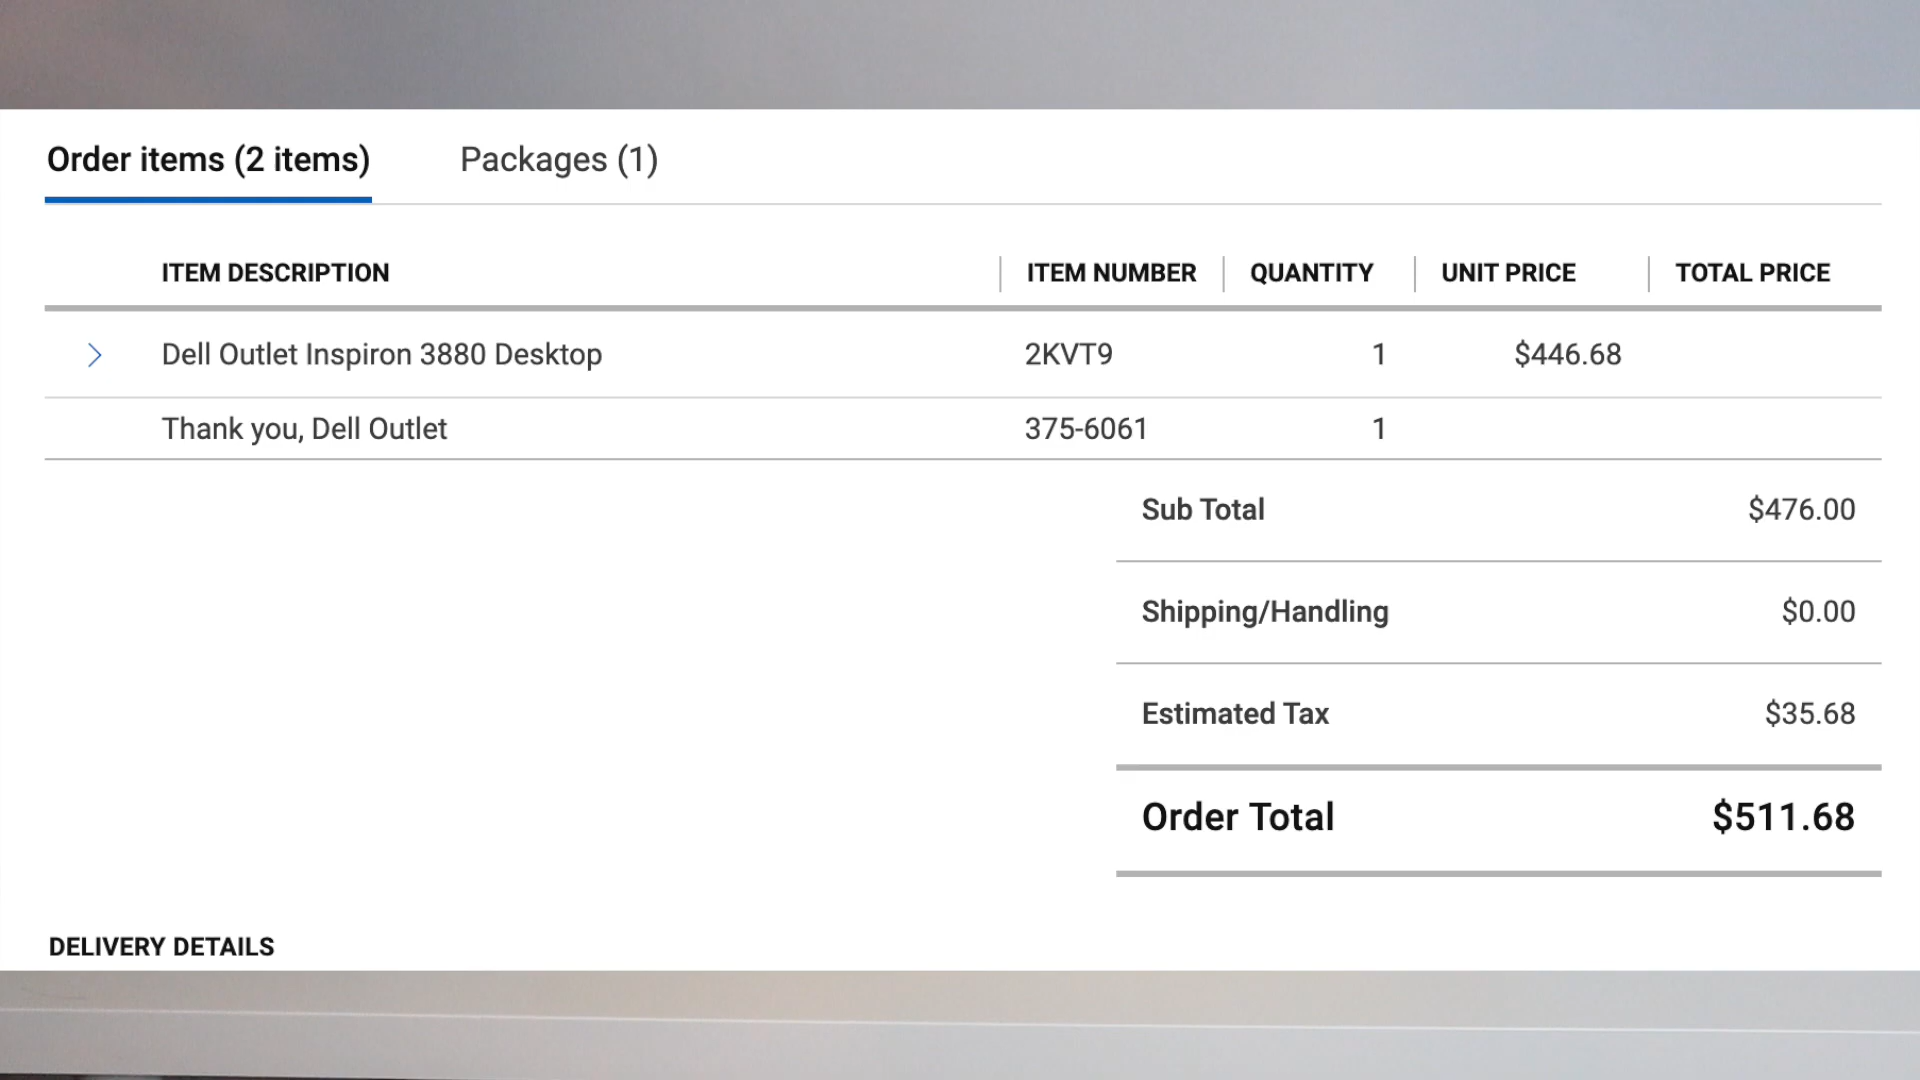 Order items (2 items) Packages (1)
ITEM DESCRIPTION ITEM NUMBER QUANTITY UNIT PRICE TOTAL PRICE
Dell Outlet Inspiron 3880 Desktop 2KVT9 1 $446.68
Thank you, Dell Outlet 375-6061 1
Sub Total $476.00
Shipping/Handling $0.00
Estimated Tax $35.68
Order Total $511.68
DELIVERY DETAILS